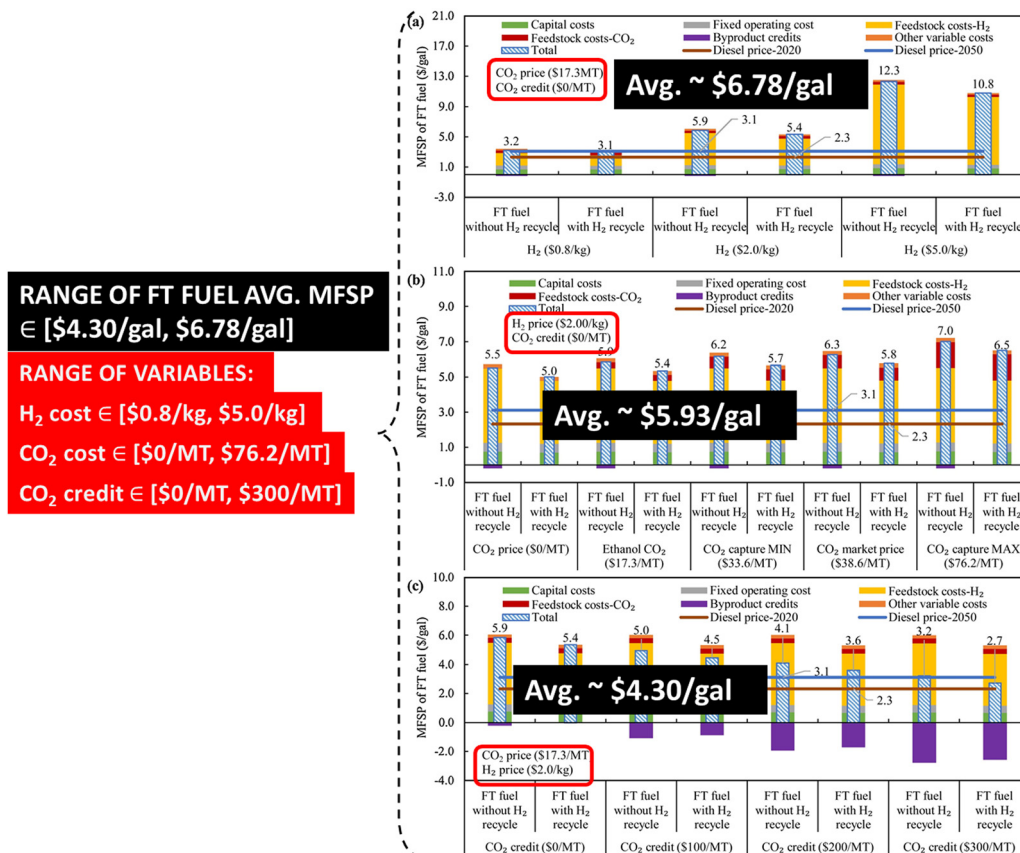 RANGE OF FT FUEL AVG. MFSP
∈ [$4.30/gal, $6.78/gal]
RANGE OF VARIABLES:
H₂ cost ∈ [$0.8/kg, $5.0/kg]
CO₂ cost ∈ [$0/MT, $76.2/MT]
CO₂ credit ∈ [$0/MT, $300/MT]
(a)
MFSP of FT fuel ($/gal)
21.0
17.0
13.0
9.0
5.0
1.0
-3.0
Capital costs Fixed operating cost Feedstock costs-H₂
Feedstock costs-CO₂ Byproduct credits Other variable costs
Total Diesel price-2020 Diesel price-2050
CO₂ price ($17.3MT)
CO₂ credit ($0/MT)
Avg. ~ $6.78/gal
3.2 3.1 5.9 5.4 12.3 10.8
3.1
2.3
FT fuel FT fuel FT fuel FT fuel FT fuel FT fuel
without H₂ recycle with H₂ recycle without H₂ recycle with H₂ recycle without H₂ recycle with H₂ recycle
H₂ ($0.8/kg) H₂ ($2.0/kg) H₂ ($5.0/kg)
(b)
MFSP of FT fuel ($/gal)
11.0
9.0
7.0
5.0
3.0
1.0
-1.0
Capital costs Fixed operating cost Feedstock costs-H₂
Feedstock costs-CO₂ Byproduct credits Other variable costs
Total Diesel price-2020 Diesel price-2050
H₂ price ($2.00/kg)
CO₂ credit ($0/MT)
5.5 5.0 5.9 5.4 6.2 5.7 6.3 5.8 7.0 6.5
Avg. ~ $5.93/gal
3.1
2.3
FT fuel FT fuel FT fuel FT fuel FT fuel FT fuel FT fuel FT fuel FT fuel FT fuel
without H₂ with H₂ without H₂ with H₂ without H₂ with H₂ without H₂ with H₂ without H₂ with H₂
recycle recycle recycle recycle recycle recycle recycle recycle recycle recycle
CO₂ price ($0/MT) Ethanol CO₂ CO₂ capture MIN CO₂ market price CO₂ capture MAX
($17.3/MT) ($33.6/MT) ($38.6/MT) ($76.2/MT)
(c)
MFSP of FT fuel ($/gal)
10.0
8.0
6.0
4.0
2.0
0.0
-2.0
-4.0
Capital costs Fixed operating cost Feedstock costs-H₂
Feedstock costs-CO₂ Byproduct credits Other variable costs
Total Diesel price-2020 Diesel price-2050
5.9 5.4 5.0 4.5 4.1 3.6 3.2 2.7
Avg. ~ $4.30/gal
3.1
2.3
CO₂ price ($17.3/MT
H₂ price ($2.0/kg)
FT fuel FT fuel FT fuel FT fuel FT fuel FT fuel FT fuel FT fuel
without H₂ with H₂ without H₂ with H₂ without H₂ with H₂ without H₂ with H₂
recycle recycle recycle recycle recycle recycle recycle recycle
CO₂ credit ($0/MT) CO₂ credit ($100/MT) CO₂ credit ($200/MT) CO₂ credit ($300/MT)